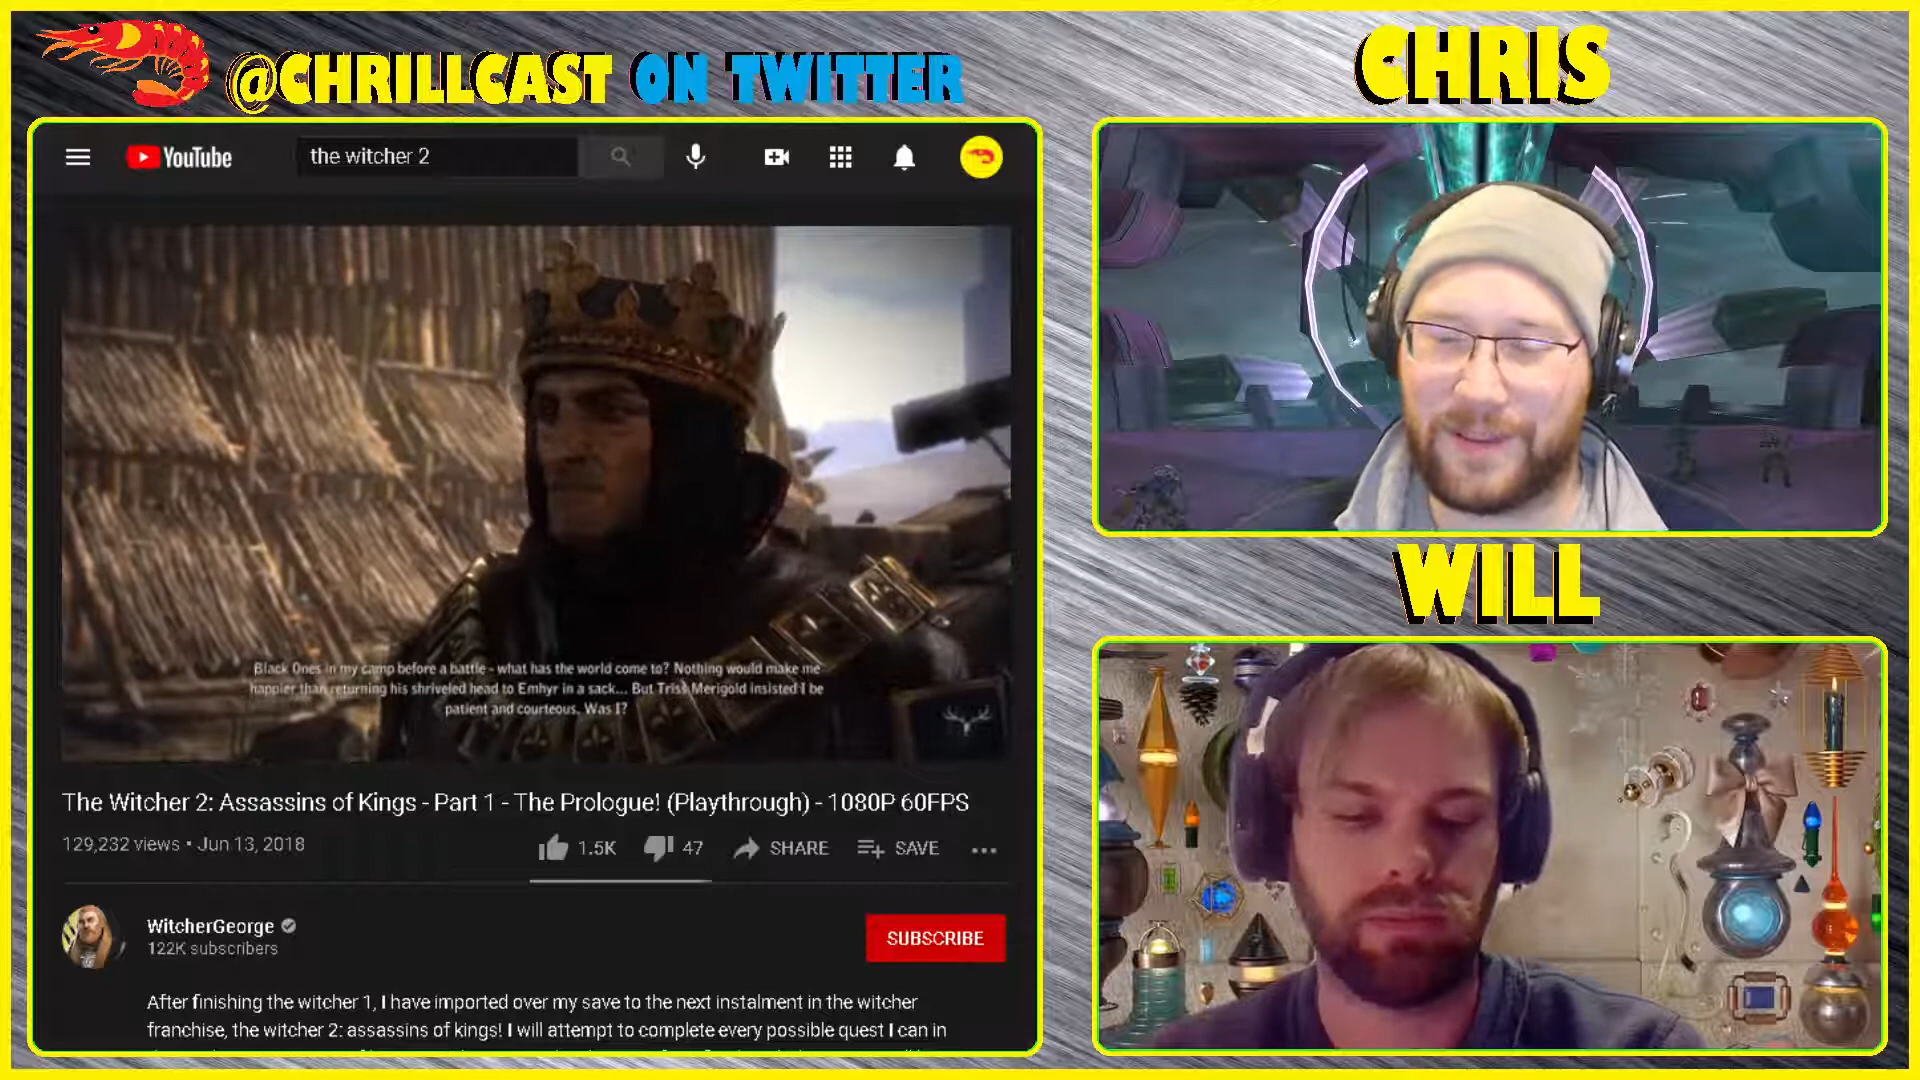 @CHRILLCAST ON TWITTER
CHRIS
YouTube
the witcher 2
Black Ones in my camp before a battle - what has the world come to? Nothing would make me
happier than returning his shriveled head to Emhyr in a sack... But Triss Merigold insisted I be
patient and courteous. Was I?
WILL
The Witcher 2: Assassins of Kings - Part 1 - The Prologue! (Playthrough) - 1080P 60FPS
129,232 views • Jun 13, 2018
1.5K
47
SHARE
SAVE
WitcherGeorge
122K subscribers
SUBSCRIBE
After finishing the witcher 1, I have imported over my save to the next instalment in the witcher
franchise, the witcher 2: assassins of kings! I will attempt to complete every possible quest I can in